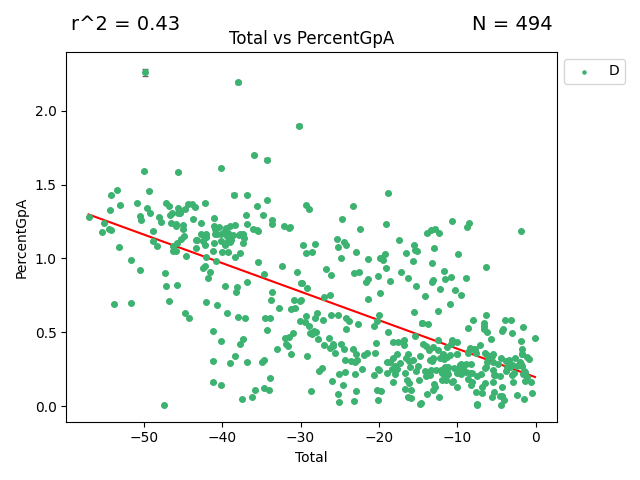 r^2 = 0.43
N = 494
Total vs PercentGpA
D
PercentGpA
2.0
1.5
1.0
0.5
0.0
−50
−40
−30
−20
−10
0
Total